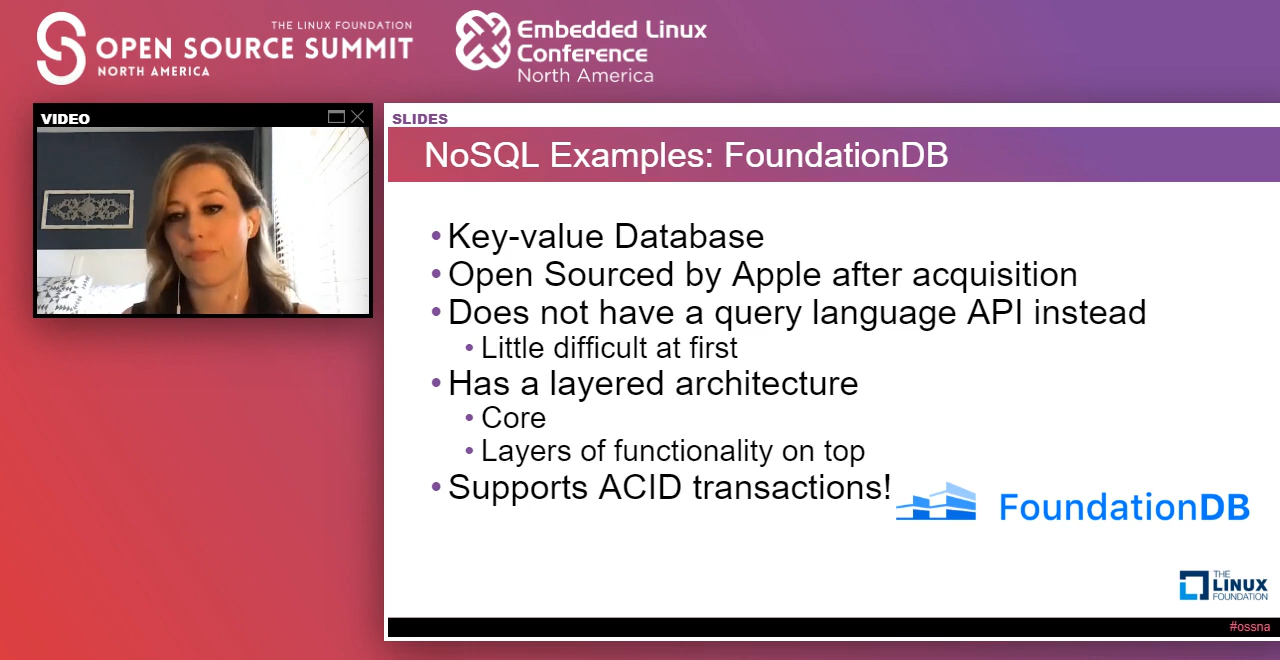 THE LINUX FOUNDATION
OPEN SOURCE SUMMIT
NORTH AMERICA
Embedded Linux
Conference
North America
VIDEO
SLIDES
NoSQL Examples: FoundationDB
•Key-value Database
•Open Sourced by Apple after acquisition
•Does not have a query language API instead
•Little difficult at first
•Has a layered architecture
•Core
•Layers of functionality on top
•Supports ACID transactions!
FoundationDB
THE
LINUX
FOUNDATION
#ossna